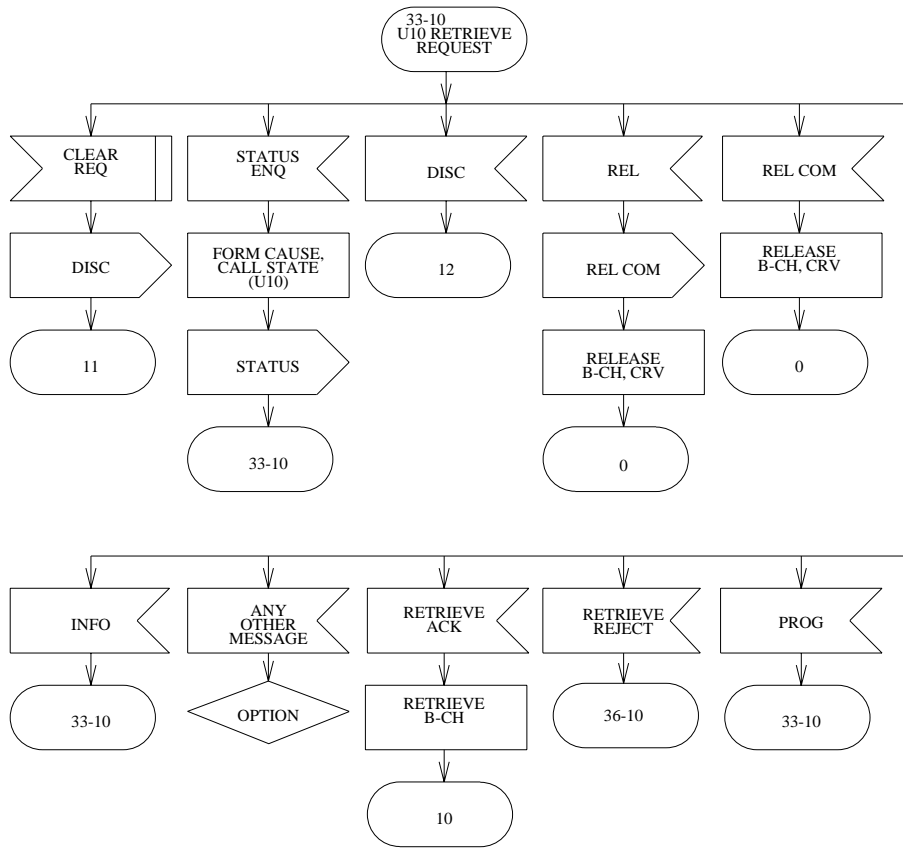 33-10
U10 RETRIEVE
REQUEST
CLEAR
REQ
STATUS
ENQ
DISC
REL
REL COM
DISC
FORM CAUSE,
CALL STATE
(U10)
12
REL COM
RELEASE
B-CH, CRV
11
STATUS
RELEASE
B-CH, CRV
0
33-10
0
INFO
ANY
OTHER
MESSAGE
RETRIEVE
ACK
RETRIEVE
REJECT
PROG
33-10
OPTION
RETRIEVE
B-CH
36-10
33-10
10